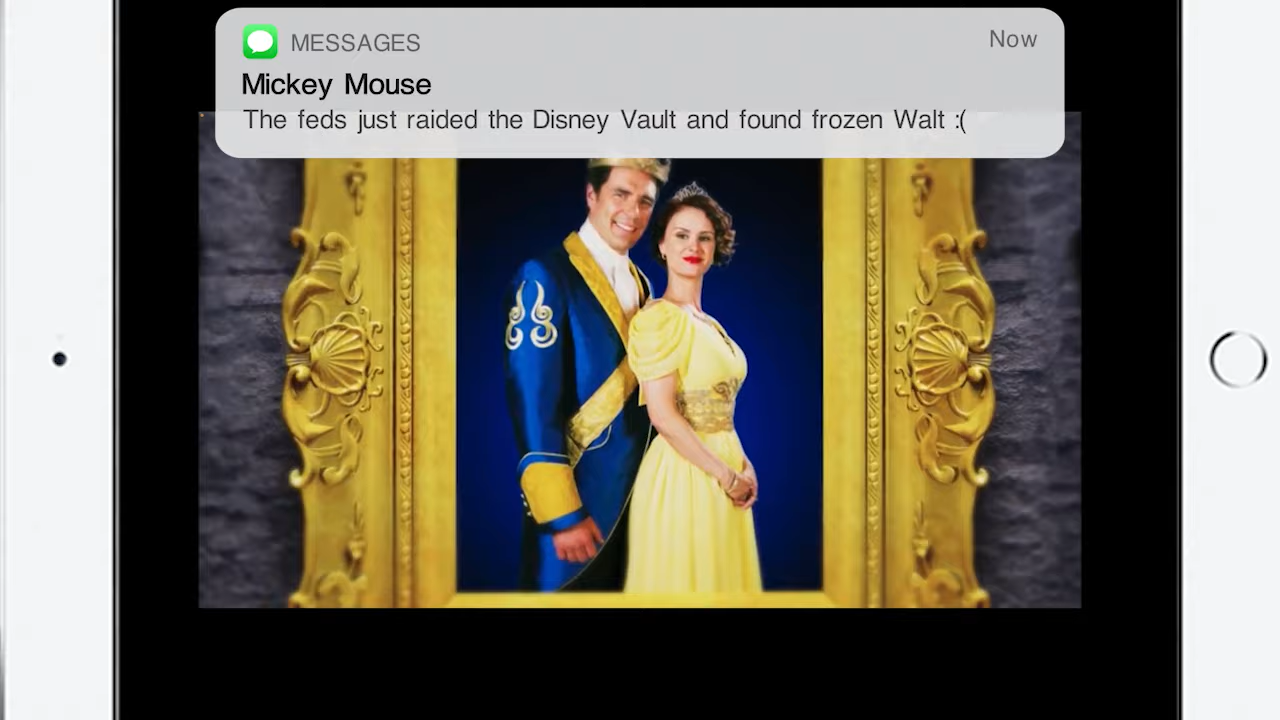 MESSAGES
Now
Mickey Mouse
The feds just raided the Disney Vault and found frozen Walt :(